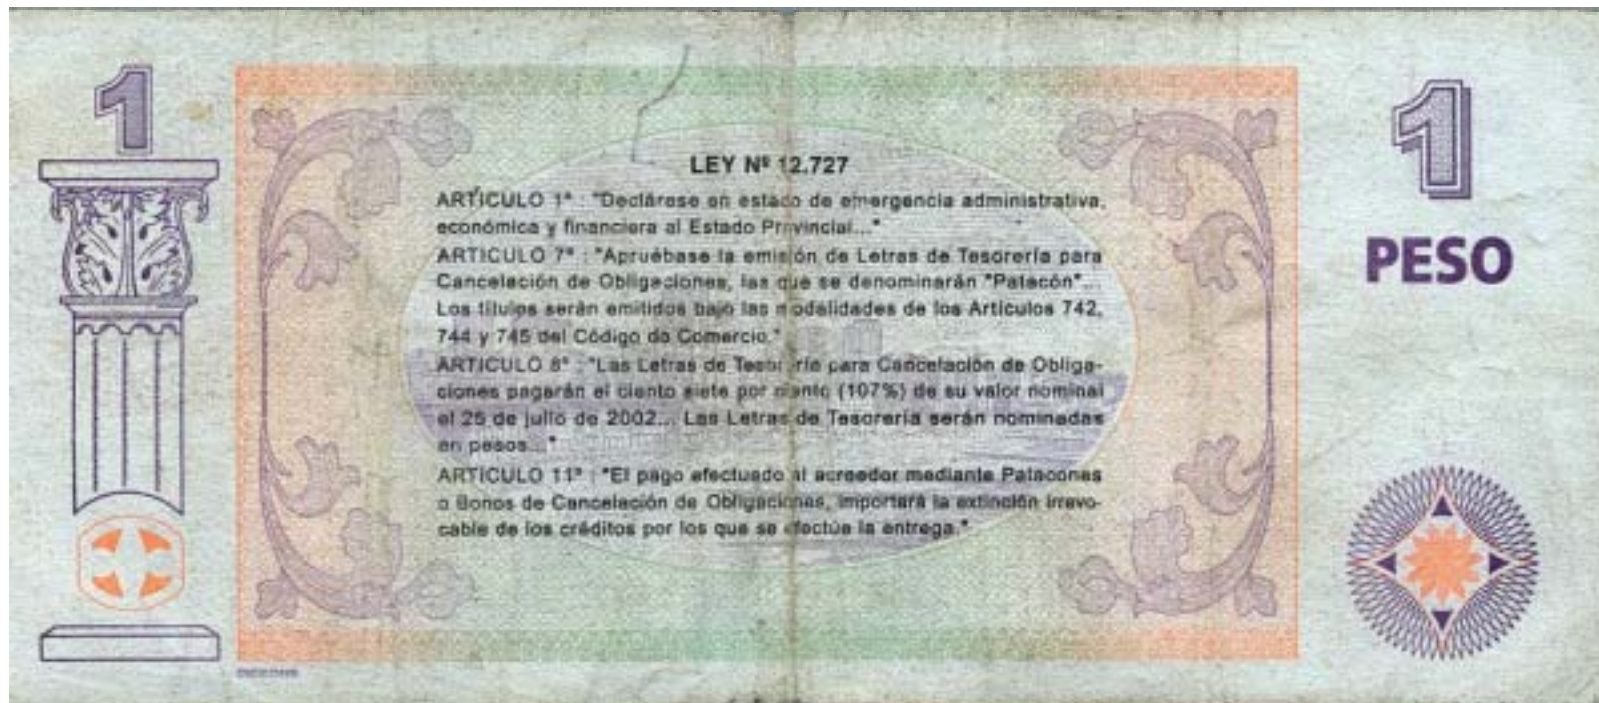 1
1
PESO
LEY Nº 12.727
ARTICULO 1º : "Declárase en estado de emergencia administrativa,
económica y financiera al Estado Provincial..."
ARTICULO 7º : "Apruébase la emisión de Letras de Tesorería para
Cancelación de Obligaciones, las que se denominarán "Patacón"...
Los títulos serán emitidos bajo las modalidades de los Artículos 742,
744 y 745 del Código de Comercio."
ARTICULO 8º : "Las Letras de Tesorería para Cancelación de Obliga-
ciones pagarán el ciento siete por ciento (107%) de su valor nominal
el 25 de julio de 2002... Las Letras de Tesorería serán nominadas
en pesos..."
ARTICULO 11º : "El pago efectuado al acreedor mediante Patacones
o Bonos de Cancelación de Obligaciones, importará la extinción irrevo-
cable de los créditos por los que se efectúe la entrega."